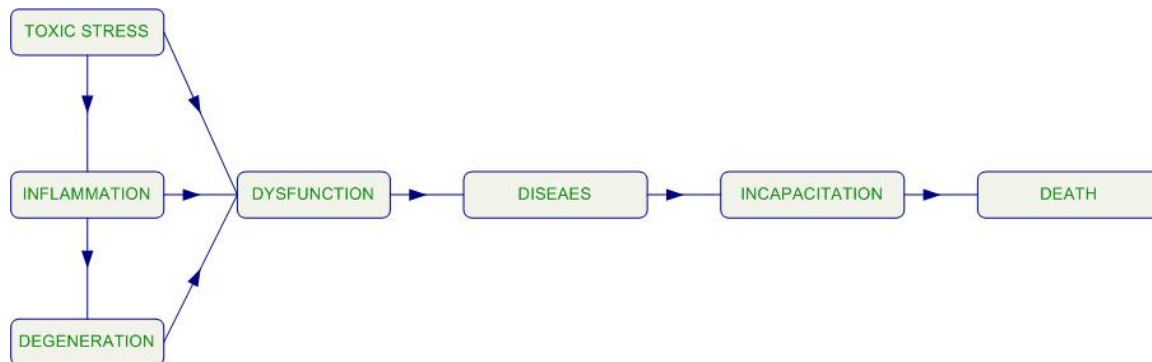 TOXIC STRESS
INFLAMMATION
DYSFUNCTION
DISEAES
INCAPACITATION
DEATH
DEGENERATION